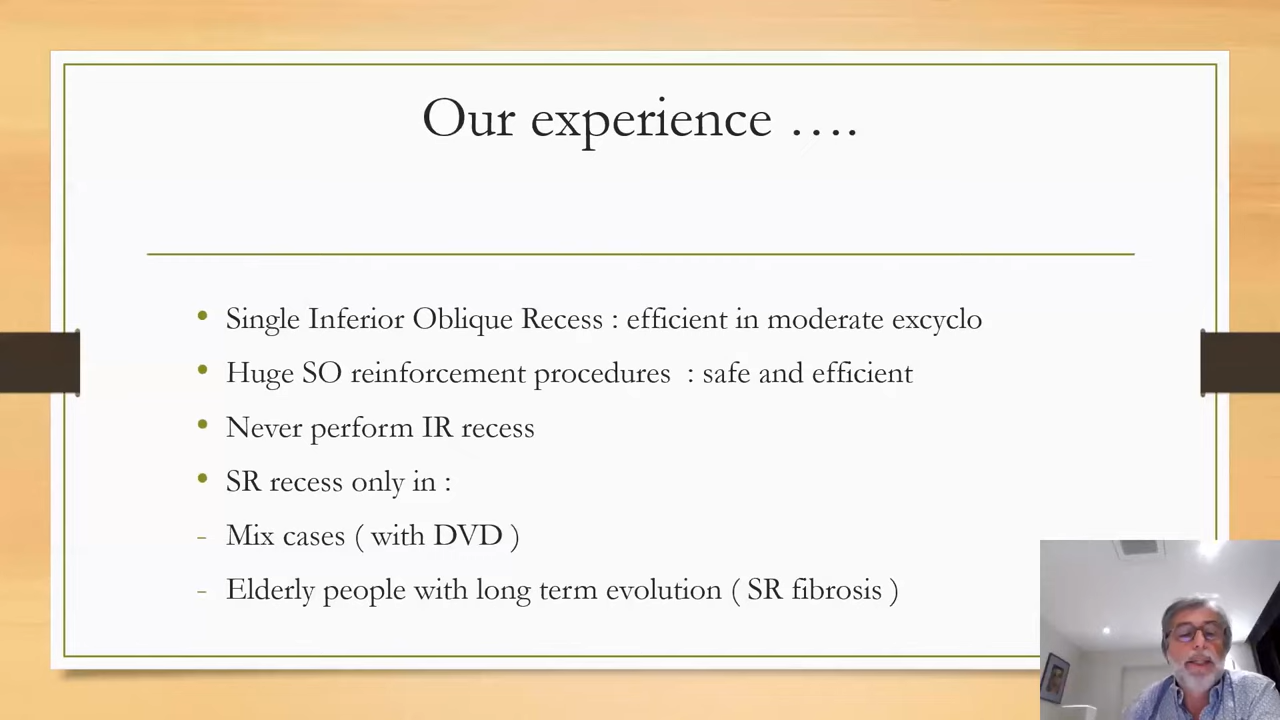 Our experience ….
• Single Inferior Oblique Recess : efficient in moderate excyclo
• Huge SO reinforcement procedures : safe and efficient
• Never perform IR recess
• SR recess only in :
- Mix cases ( with DVD )
- Elderly people with long term evolution ( SR fibrosis )